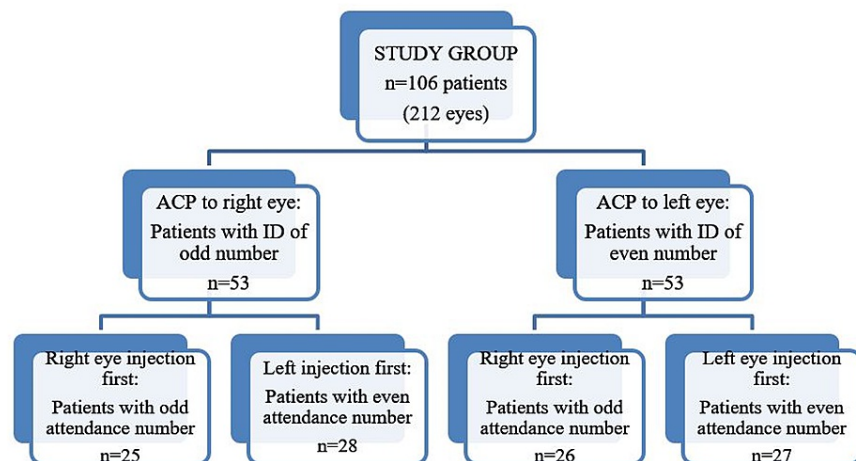 STUDY GROUP
n=106 patients
(212 eyes)
ACP to right eye:
Patients with ID of
odd number
n=53
ACP to left eye:
Patients with ID of
even number
n=53
Right eye injection
first:
Patients with odd
attendance number
n=25
Left injection first:
Patients with even
attendance number
n=28
Right eye injection
first:
Patients with odd
attendance number
n=26
Left eye injection
first:
Patients with even
attendance number
n=27